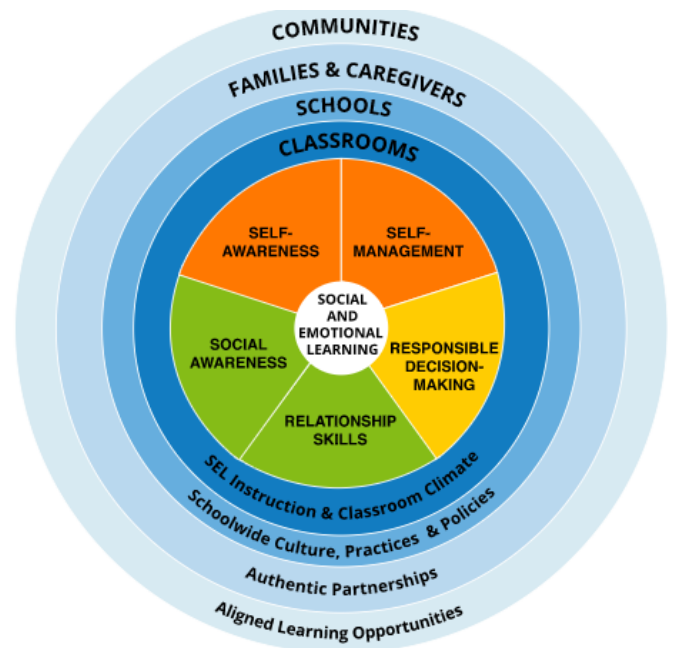 COMMUNITIES
FAMILIES & CAREGIVERS
SCHOOLS
CLASSROOMS
SELF-
AWARENESS
SELF-
MANAGEMENT
SOCIAL
AND
EMOTIONAL
LEARNING
SOCIAL
AWARENESS
RESPONSIBLE
DECISION-
MAKING
RELATIONSHIP
SKILLS
SEL Instruction & Classroom Climate
Schoolwide Culture, Practices & Policies
Authentic Partnerships
Aligned Learning Opportunities